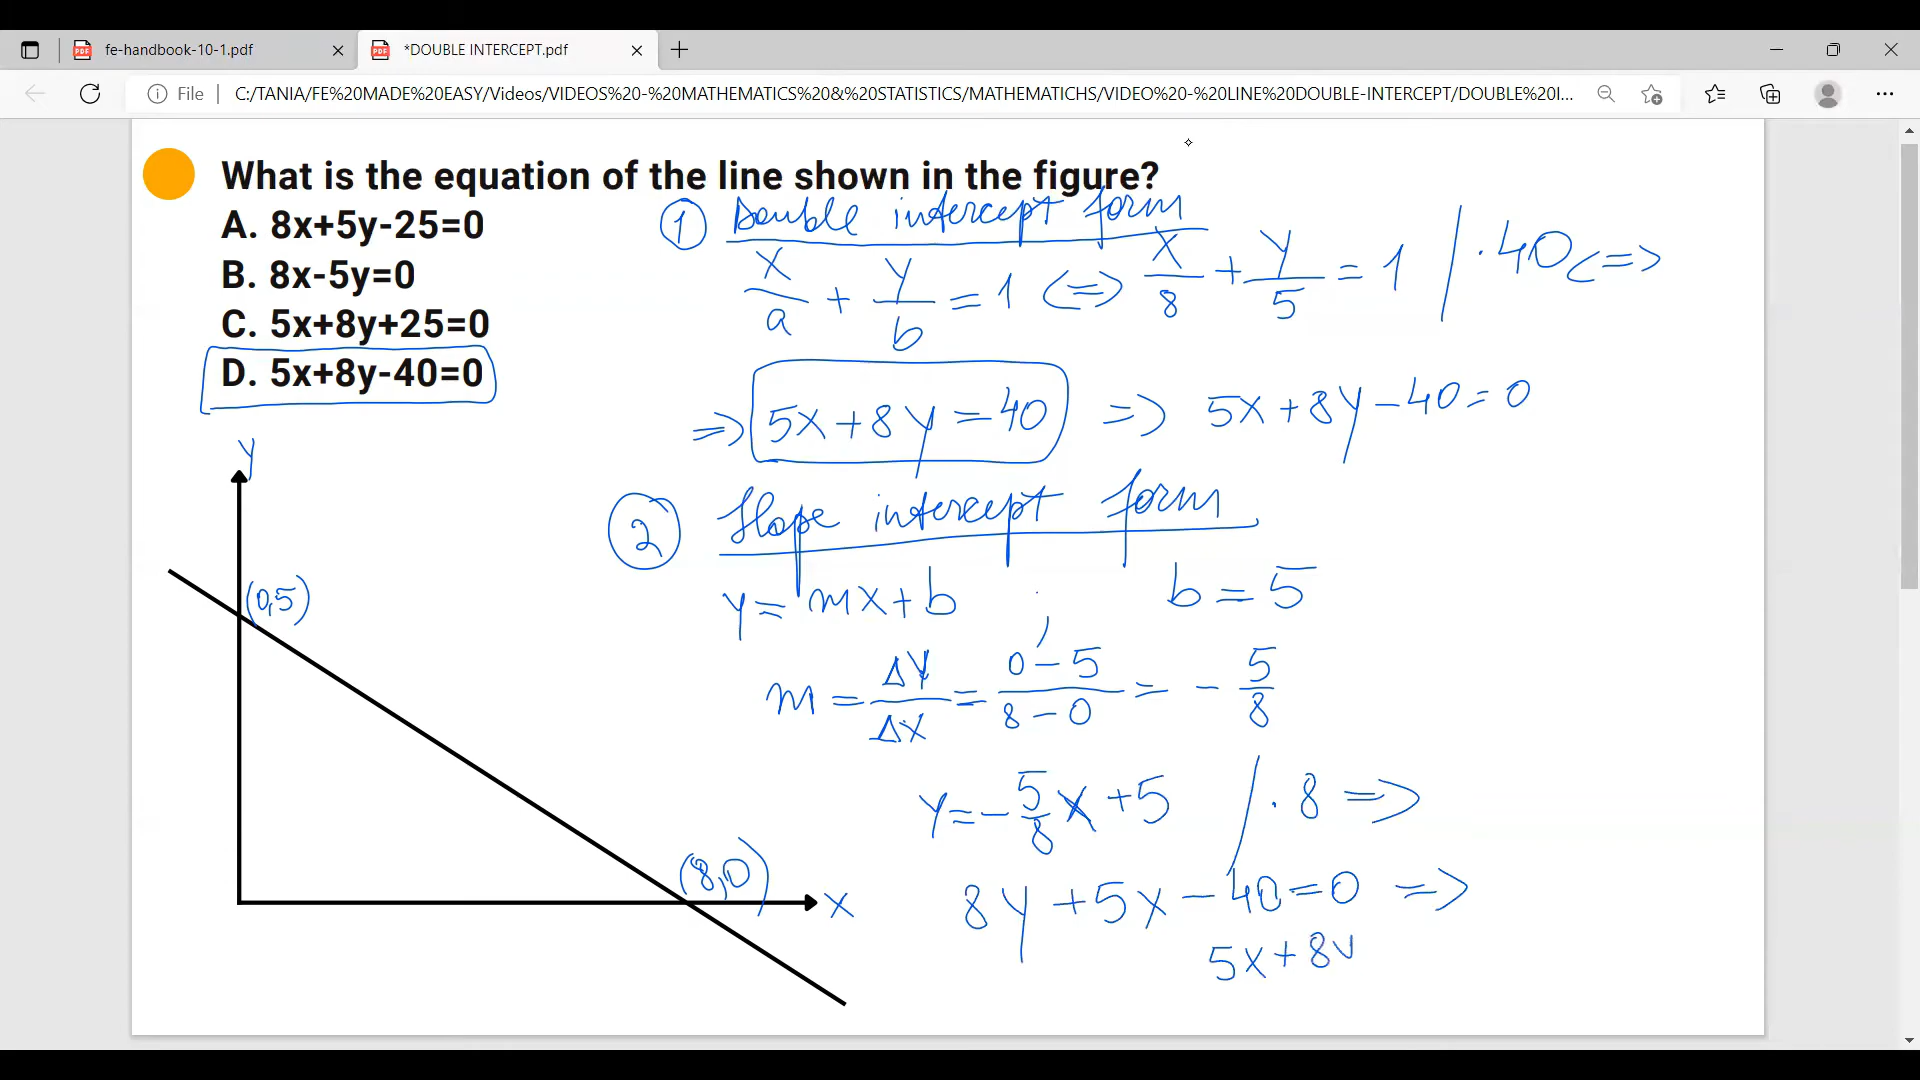 fe-handbook-10-1.pdf
*DOUBLE INTERCEPT.pdf
File
C:/TANIA/FE%20MADE%20EASY/Videos/VIDEOS%20-%20MATHEMATICS%20&%20STATISTICS/MATHEMATICHS/VIDEO%20-%20LINE%20DOUBLE-INTERCEPT/DOUBLE%20I...
What is the equation of the line shown in the figure?
A. 8x+5y-25=0
B. 8x-5y=0
C. 5x+8y+25=0
D. 5x+8y-40=0
1 Double intercept form
x/a + y/b = 1 <=> x/8 + y/5 = 1 / · 40 <=>
=> 5x + 8y = 40 => 5x + 8y - 40 = 0
2 Slope intercept form
y = mx + b ; b = 5
m = Δy/Δx = 0 - 5/8 - 0 = - 5/8
y = - 5/8 x + 5 / · 8 =>
8y + 5x - 40 = 0 =>
5x + 8y
y
(0,5)
(8,0)
x